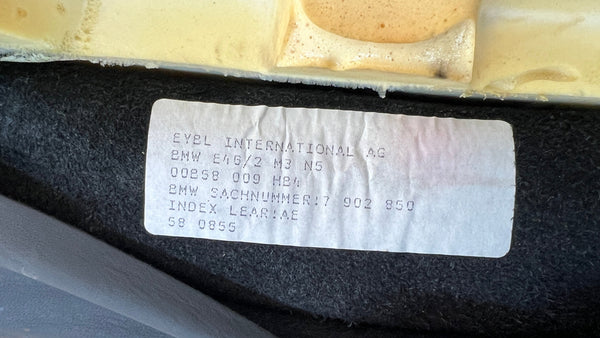 EYBL INTERNATIONAL AG
BMW E46/2 M3 N5
00858 009 HB4
BMW SACHNUMMER:7 902 850
INDEX LEAR:AE
58 0855